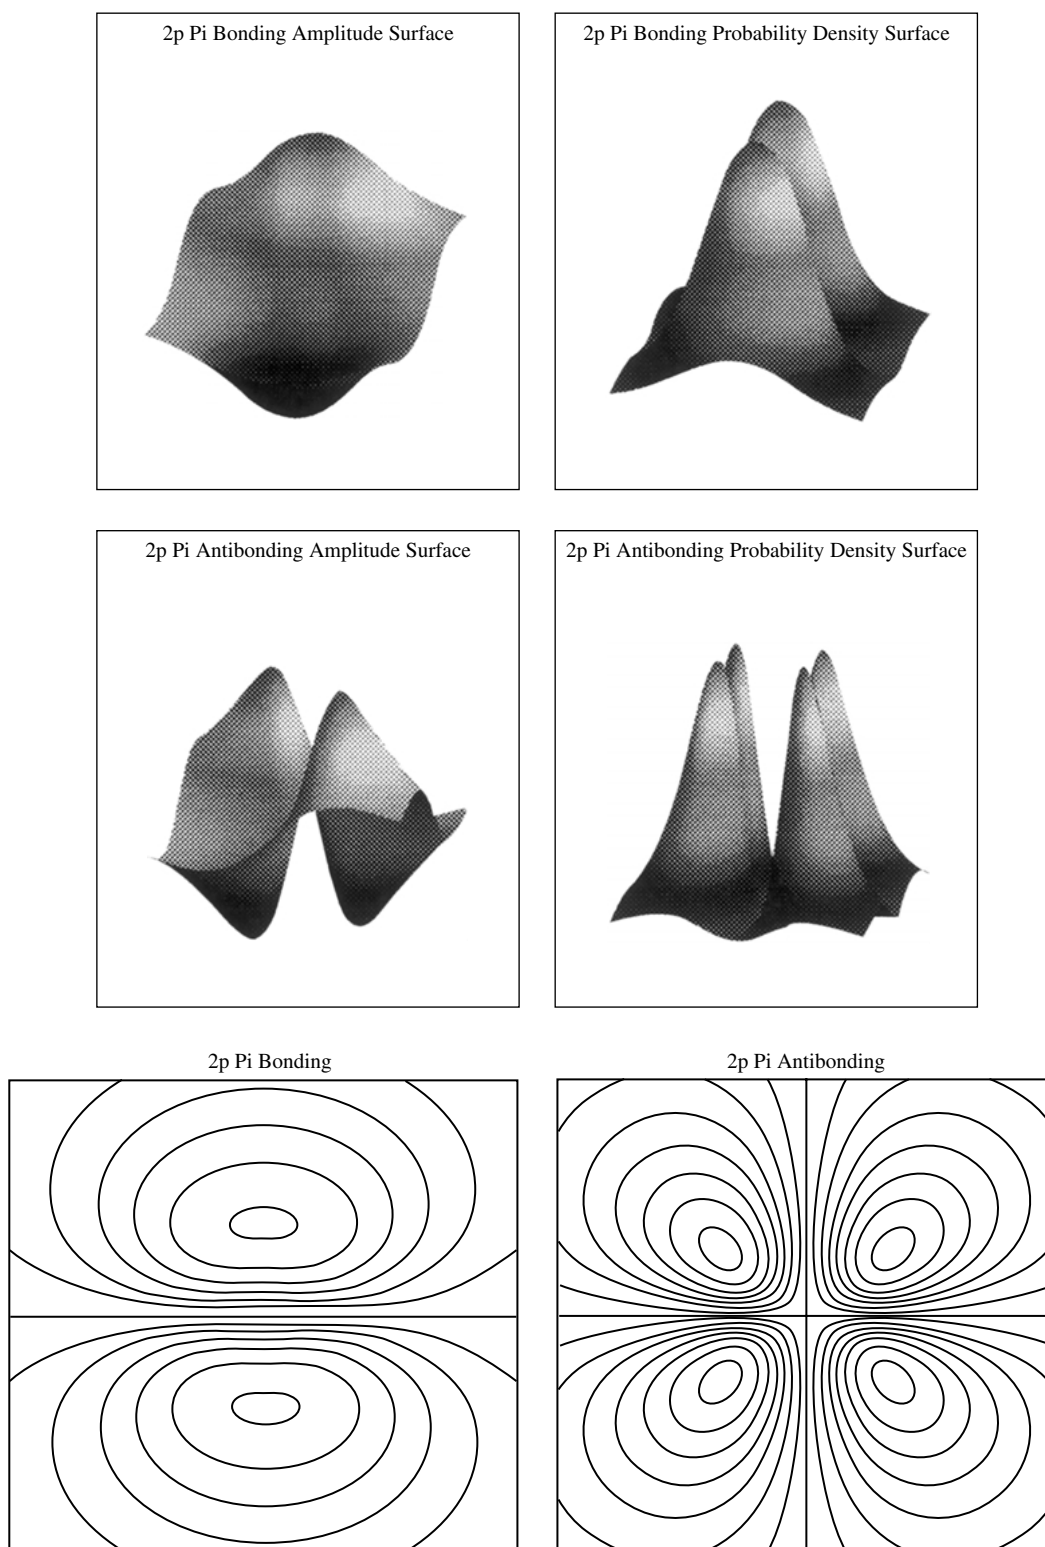 2p Pi Bonding Amplitude Surface
2p Pi Bonding Probability Density Surface
2p Pi Antibonding Amplitude Surface
2p Pi Antibonding Probability Density Surface
2p Pi Bonding
2p Pi Antibonding